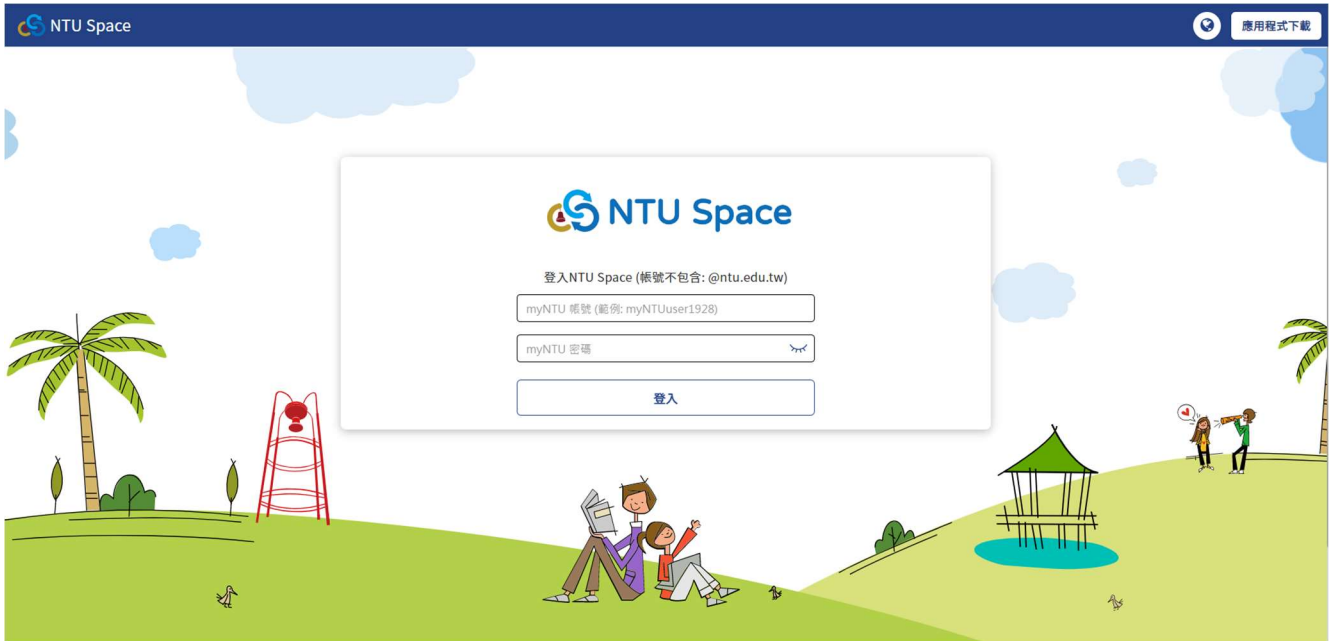 NTU Space
應用程式下載
NTU Space
登入NTU Space (帳號不包含: @ntu.edu.tw)
myNTU 帳號 (範例: myNTUuser1928)
myNTU 密碼
登入